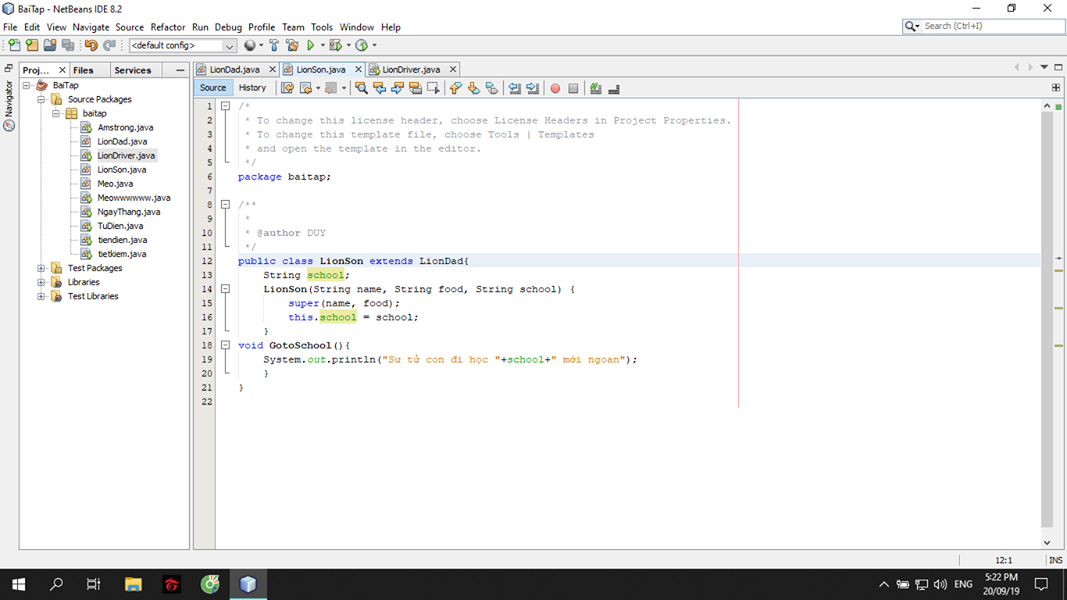 BaiTap - NetBeans IDE 8.2
File Edit View Navigate Source Refactor Run Debug Profile Team Tools Window Help
Search (Ctrl+I)
<default config>
Proj... Files Services
LionDad.java LionSon.java LionDriver.java
Source History
Navigator
BaiTap
Source Packages
baitap
Amstrong.java
LionDad.java
LionDriver.java
LionSon.java
Meo.java
Meowwwwww.java
NgayThang.java
TuDien.java
tiendien.java
tietkiem.java
Test Packages
Libraries
Test Libraries
1 /*
2 * To change this license header, choose License Headers in Project Properties.
3 * To change this template file, choose Tools | Templates
4 * and open the template in the editor.
5 */
6 package baitap;
7
8 /**
9 *
10 * @author DUY
11 */
12 public class LionSon extends LionDad{
13 String school;
14 LionSon(String name, String food, String school) {
15 super(name, food);
16 this.school = school;
17 }
18 void GotoSchool(){
19 System.out.println("Sư tử con đi học "+school+" mới ngoan");
20 }
21 }
22
12:1 INS
ENG
5:22 PM
20/09/19